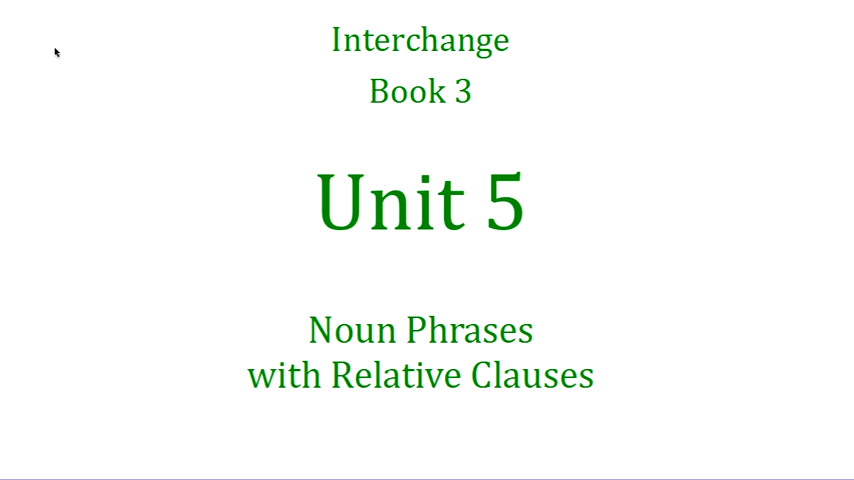 Interchange
Book 3
Unit 5
Noun Phrases
with Relative Clauses